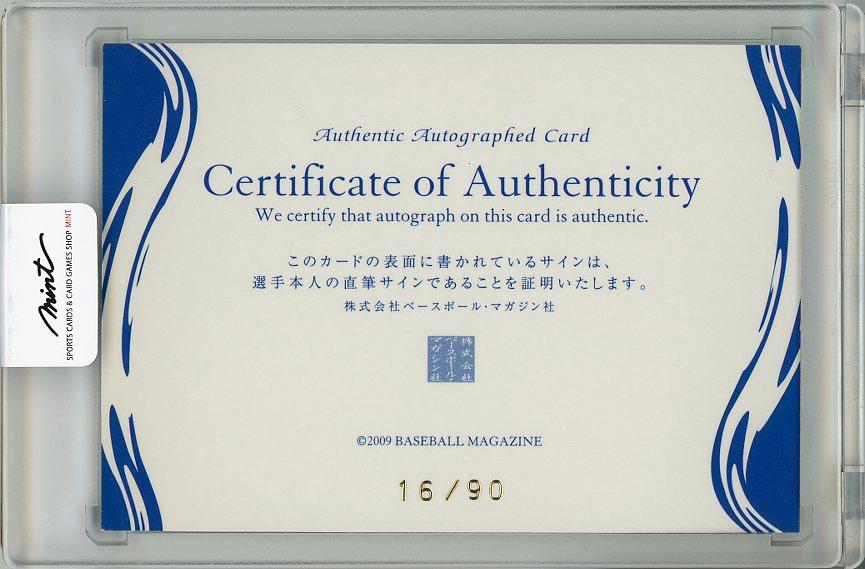 Authentic Autographed Card
Certificate of Authenticity
We certify that autograph on this card is authentic.
このカードの表面に書かれているサインは、
選手本人の直筆サインであることを証明いたします。
株式会社ベースボール・マガジン社
株式会社
ベースボール・
マガジン社
©2009 BASEBALL MAGAZINE
16/90
mint
SPORTS CARDS & CARD GAMES SHOP MINT